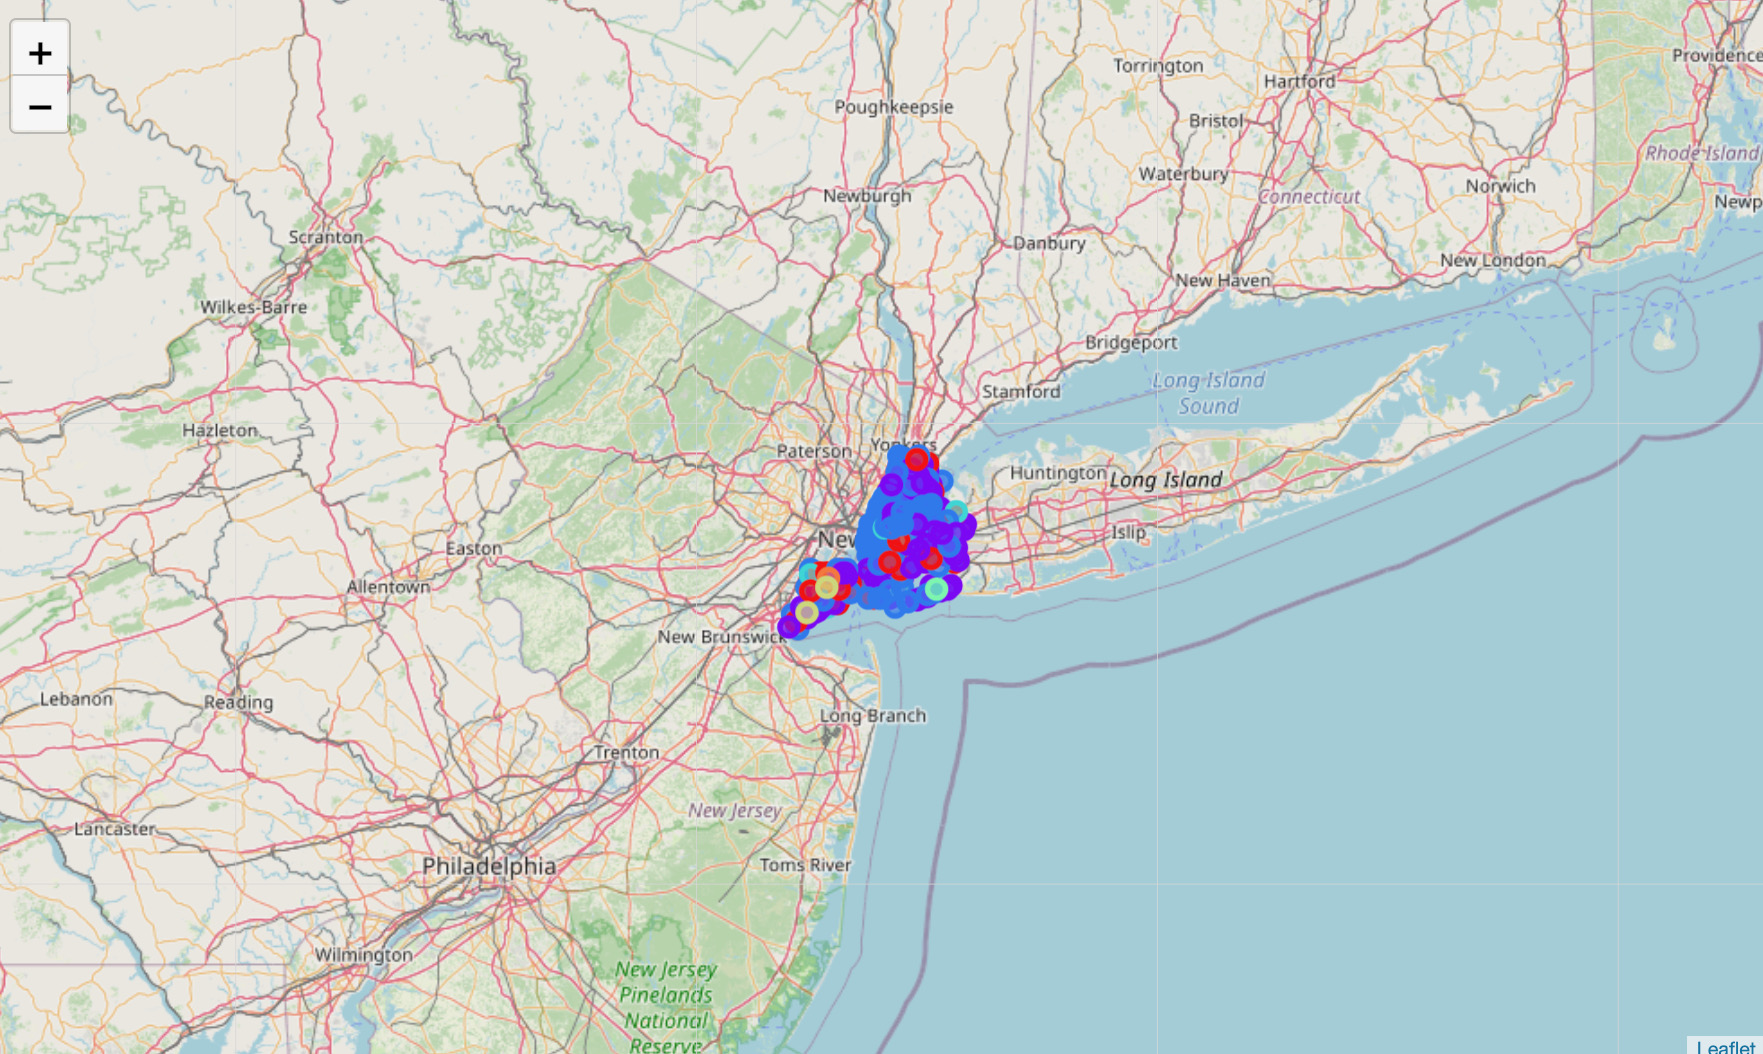 +
−
Torrington
Hartford
Providence
Poughkeepsie
Bristol
Rhode Island
Waterbury
Norwich
Newburgh
Connecticut
Newp
Scranton
Danbury
New London
New Haven
Wilkes-Barre
Bridgeport
Stamford
Long Island
Sound
Hazleton
Yonkers
Paterson
Huntington
Long Island
New
Islip
Easton
Allentown
New Brunswick
Lebanon
Reading
Long Branch
Trenton
New Jersey
Lancaster
Philadelphia
Toms River
Wilmington
New Jersey
Pinelands
National
Reserve
Leaflet